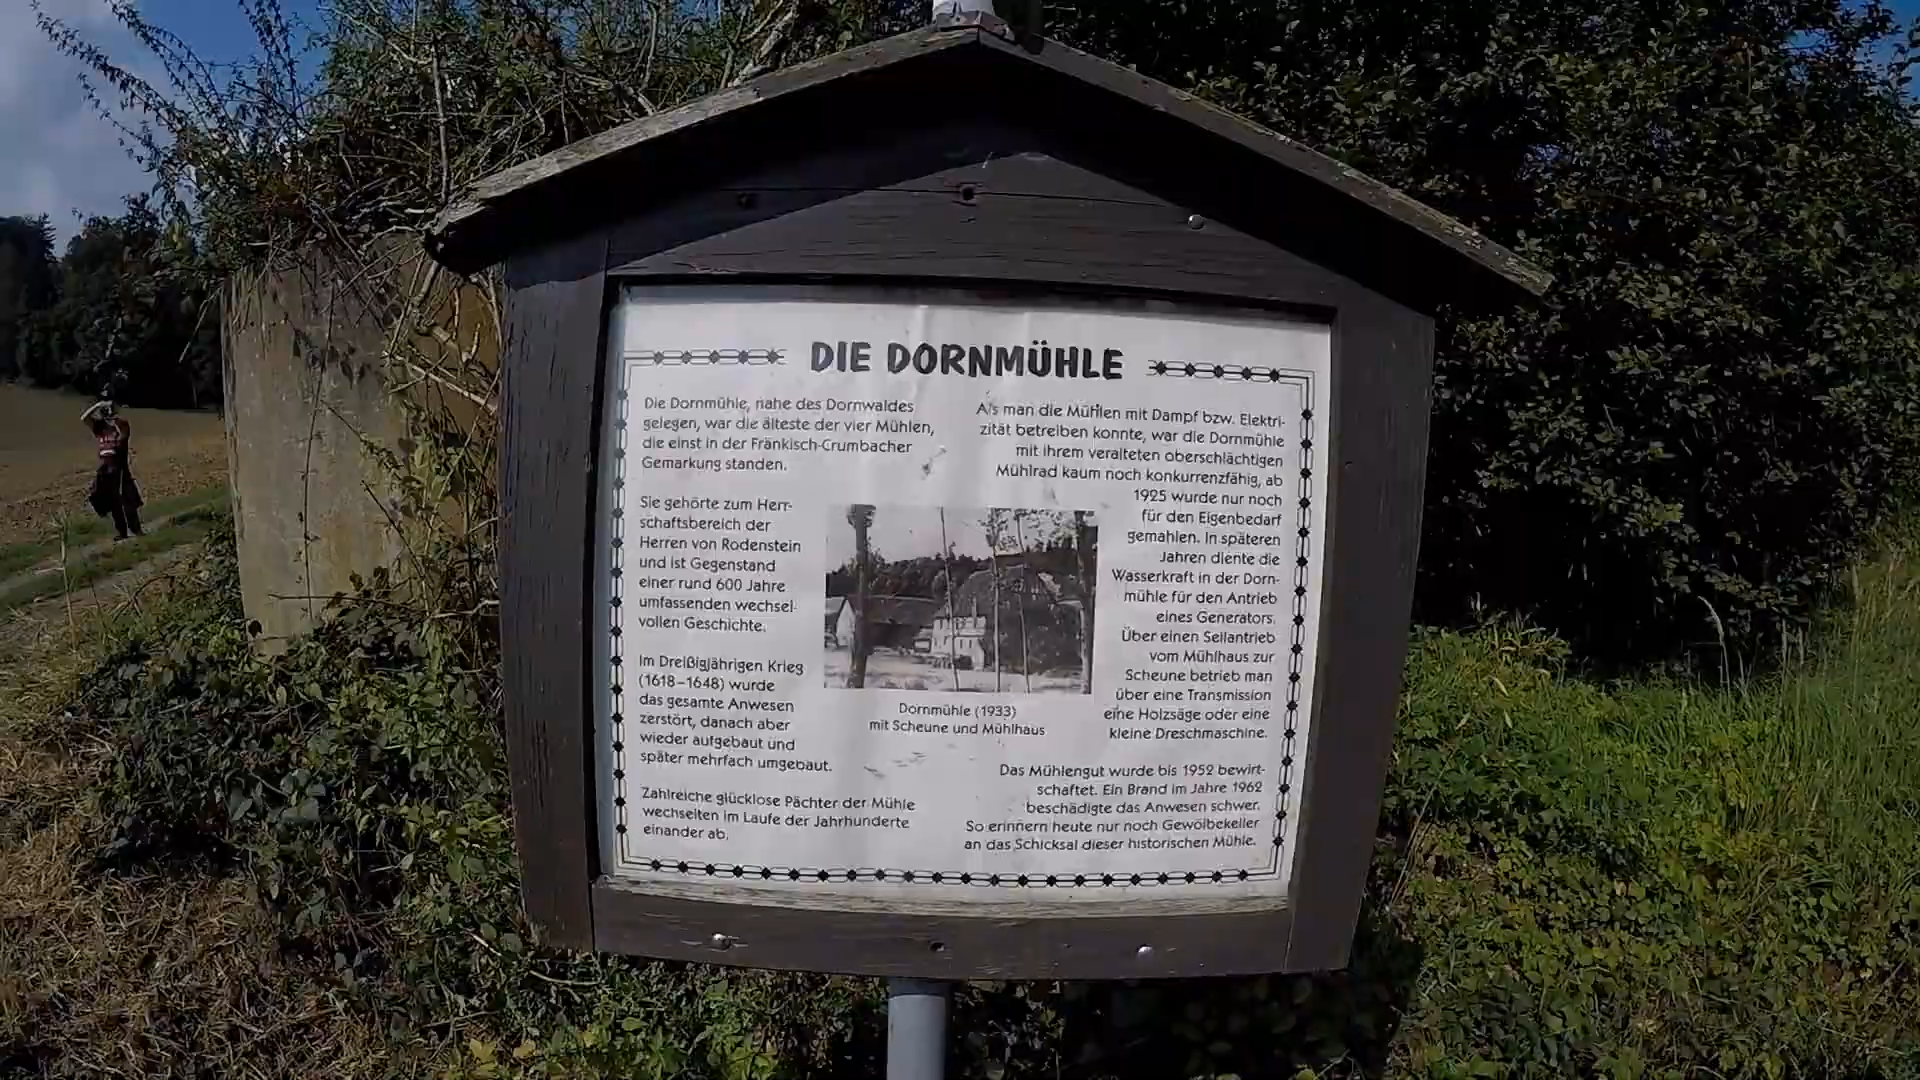 DIE DORNMÜHLE
Die Dornmühle, nahe des Dornwaldes
gelegen, war die älteste der vier Mühlen,
die einst in der Fränkisch-Crumbacher
Gemarkung standen.
Sie gehörte zum Herr-
schaftsbereich der
Herren von Rodenstein
und ist Gegenstand
einer rund 600 Jahre
umfassenden wechsel-
vollen Geschichte.
Im Dreißigjährigen Krieg
(1618–1648) wurde
das gesamte Anwesen
zerstört, danach aber
wieder aufgebaut und
später mehrfach umgebaut.
Zahlreiche glücklose Pächter der Mühle
wechselten im Laufe der Jahrhunderte
einander ab.
Dornmühle (1933)
mit Scheune und Mühlhaus
Als man die Mühlen mit Dampf bzw. Elektri-
zität betreiben konnte, war die Dornmühle
mit ihrem veralteten oberschlächtigen
Mühlrad kaum noch konkurrenzfähig, ab
1925 wurde nur noch
für den Eigenbedarf
gemahlen. In späteren
Jahren diente die
Wasserkraft in der Dorn-
mühle für den Antrieb
eines Generators.
Über einen Seilantrieb
vom Mühlhaus zur
Scheune betrieb man
über eine Transmission
eine Holzsäge oder eine
kleine Dreschmaschine.
Das Mühlengut wurde bis 1952 bewirt-
schaftet. Ein Brand im Jahre 1962
beschädigte das Anwesen schwer.
So erinnern heute nur noch Gewölbekeller
an das Schicksal dieser historischen Mühle.